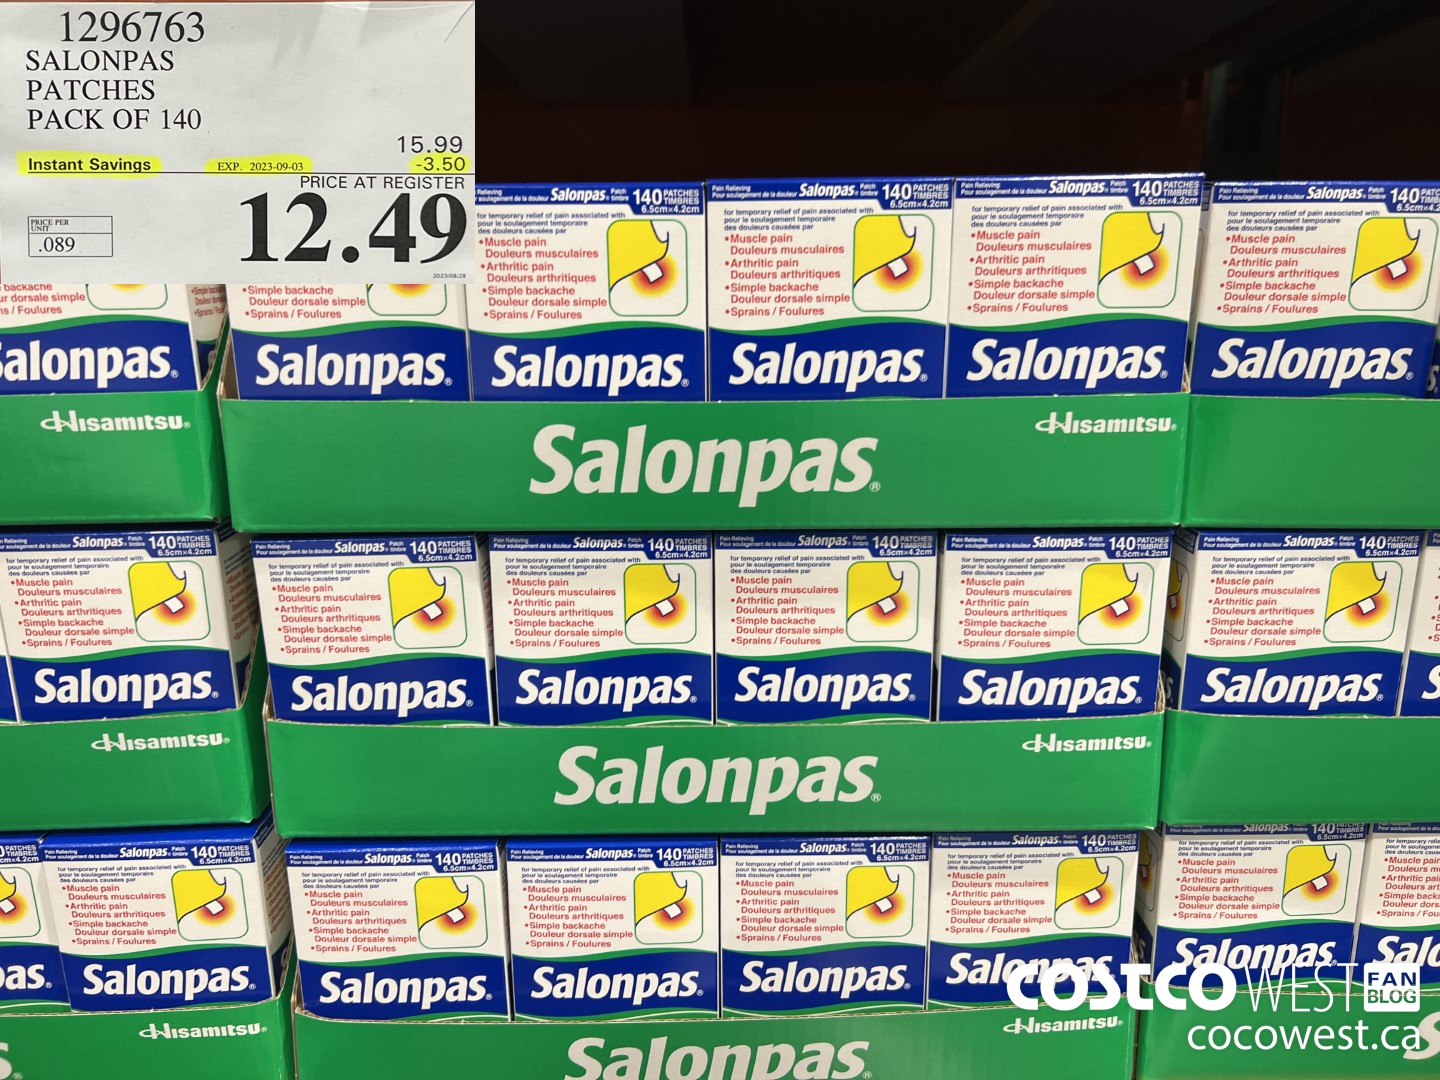 1296763
SALONPAS
PATCHES
PACK OF 140
15.99
Instant Savings EXP. 2023-09-03 -3.50
PRICE AT REGISTER
12.49
PRICE PER
UNIT
.089
2023/08/28
Pain Relieving
Pour soulagement de la douleur
Salonpas® Patch timbre
140 PATCHES
TIMBRES
6.5cm×4.2cm
for temporary relief of pain associated with
pour le soulagement temporaire
des douleurs causées par
•Muscle pain
Douleurs musculaires
•Arthritic pain
Douleurs arthritiques
•Simple backache
Douleur dorsale simple
•Sprains / Foulures
Salonpas®
HISAMITSU®
Salonpas®
HISAMITSU®
Salonpas®
HISAMITSU®
Salonpas®
COSTCO WEST FAN
BLOG
cocowest.ca